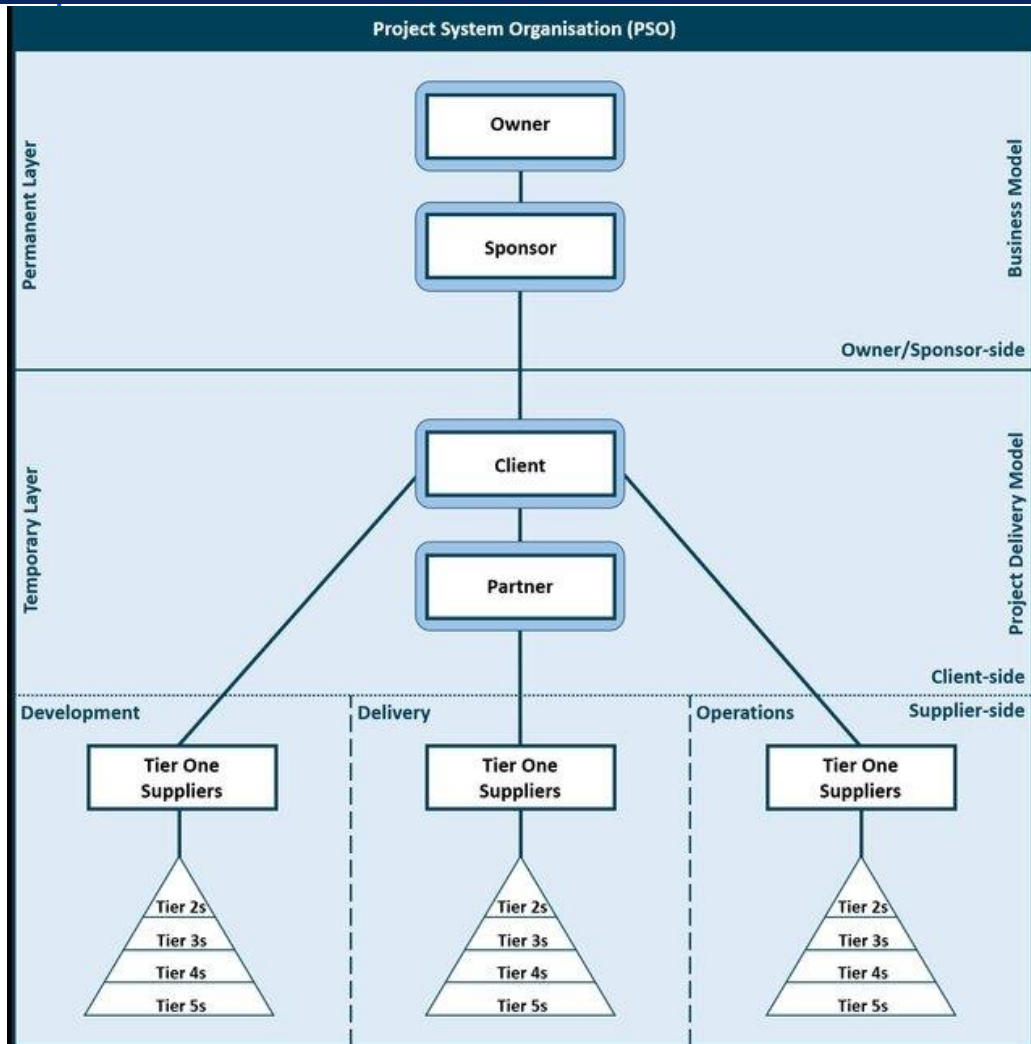 Project System Organisation (PSO)
Permanent Layer
Business Model
Owner
Sponsor
Owner/Sponsor-side
Temporary Layer
Project Delivery Model
Client
Partner
Client-side
Development
Delivery
Operations
Supplier-side
Tier One
Suppliers
Tier One
Suppliers
Tier One
Suppliers
Tier 2s
Tier 3s
Tier 4s
Tier 5s
Tier 2s
Tier 3s
Tier 4s
Tier 5s
Tier 2s
Tier 3s
Tier 4s
Tier 5s